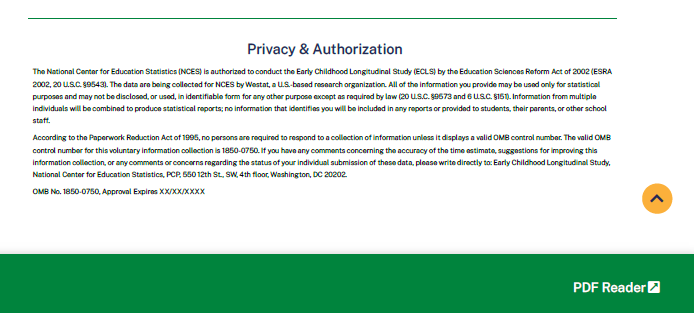 Privacy & Authorization
The National Center for Education Statistics (NCES) is authorized to conduct the Early Childhood Longitudinal Study (ECLS) by the Education Sciences Reform Act of 2002 (ESRA
2002, 20 U.S.C. §9543). The data are being collected for NCES by Westat, a U.S.-based research organization. All of the information you provide may be used only for statistical
purposes and may not be disclosed, or used, in identifiable form for any other purpose except as required by law (20 U.S.C. §9573 and 6 U.S.C. §151). Information from multiple
individuals will be combined to produce statistical reports; no information that identifies you will be included in any reports or provided to students, their parents, or other school
staff.
According to the Paperwork Reduction Act of 1995, no persons are required to respond to a collection of information unless it displays a valid OMB control number. The valid OMB
control number for this voluntary information collection is 1850-0750. If you have any comments concerning the accuracy of the time estimate, suggestions for improving this
information collection, or any comments or concerns regarding the status of your individual submission of these data, please write directly to: Early Childhood Longitudinal Study,
National Center for Education Statistics, PCP, 550 12th St., SW, 4th floor, Washington, DC 20202.
OMB No. 1850-0750, Approval Expires XX/XX/XXXX
PDF Reader